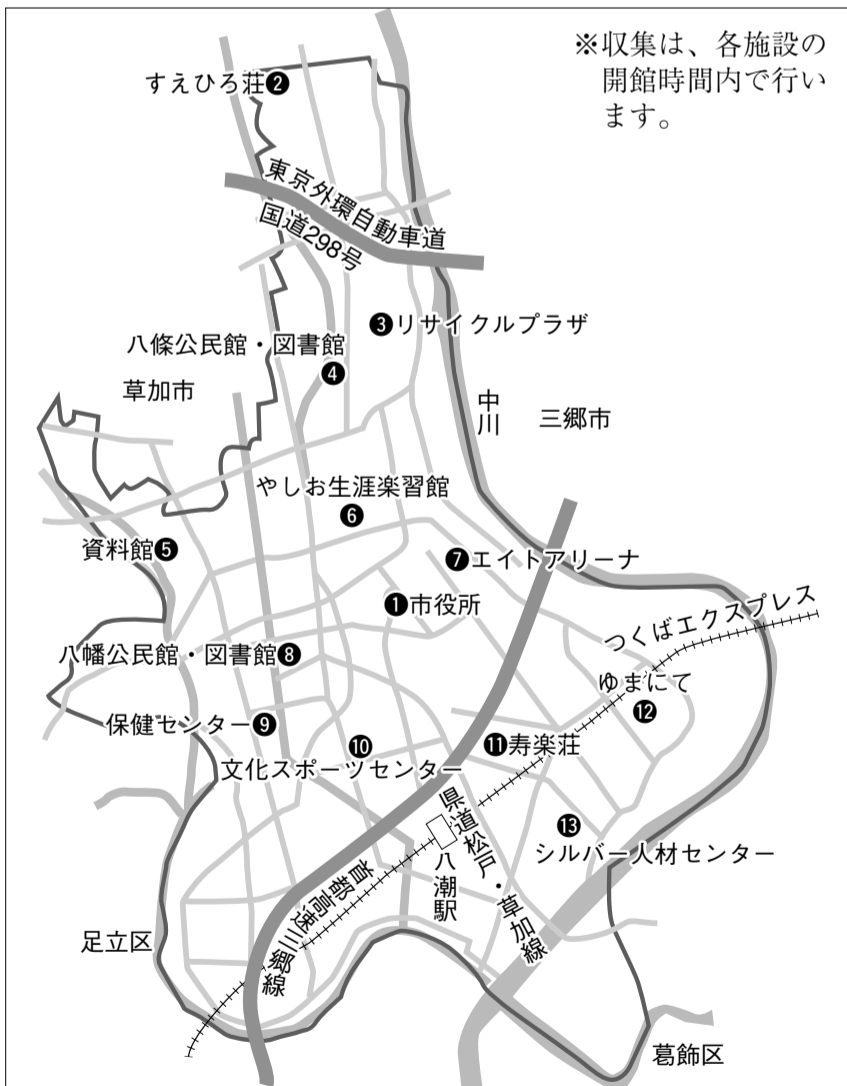 ※収集は、各施設の
開館時間内で行い
ます。
すえひろ荘❷
東京外環自動車道
国道298号
❸リサイクルプラザ
八條公民館・図書館
❹
草加市
中川
三郷市
やしお生涯楽習館
❻
資料館❺
❼エイトアリーナ
❶市役所
つくばエクスプレス
八幡公民館・図書館❽
ゆまにて
⓬
保健センター❾
❿
文化スポーツセンター
⓫寿楽荘
県道松戸・草加線
⓭
シルバー人材センター
八潮駅
首都高速三郷線
足立区
葛飾区